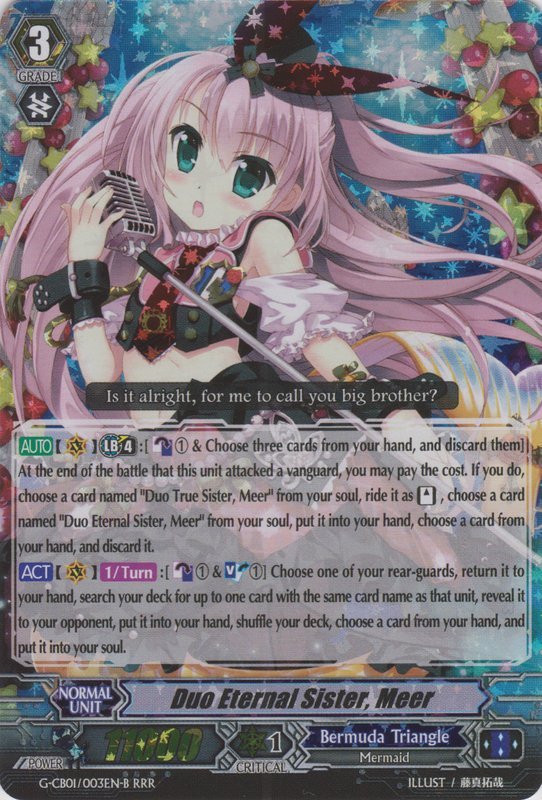 3
GRADE
Is it alright, for me to call you big brother?
AUTO【 V 】 LB4 :[ ① & Choose three cards from your hand, and discard them]
At the end of the battle that this unit attacked a vanguard, you may pay the cost. If you do,
choose a card named "Duo True Sister, Meer" from your soul, ride it as , choose a card
named "Duo Eternal Sister, Meer" from your soul, put it into your hand, choose a card from
your hand, and discard it.
ACT【 V 】 1/Turn :[ ① & V ①] Choose one of your rear-guards, return it to
your hand, search your deck for up to one card with the same card name as that unit, reveal it
to your opponent, put it into your hand, shuffle your deck, choose a card from your hand, and
put it into your soul.
NORMAL
UNIT
Duo Eternal Sister, Meer
POWER
11000
1
CRITICAL
Bermuda Triangle
Mermaid
G-CB01/003EN-B RRR
ILLUST / 藤真拓哉